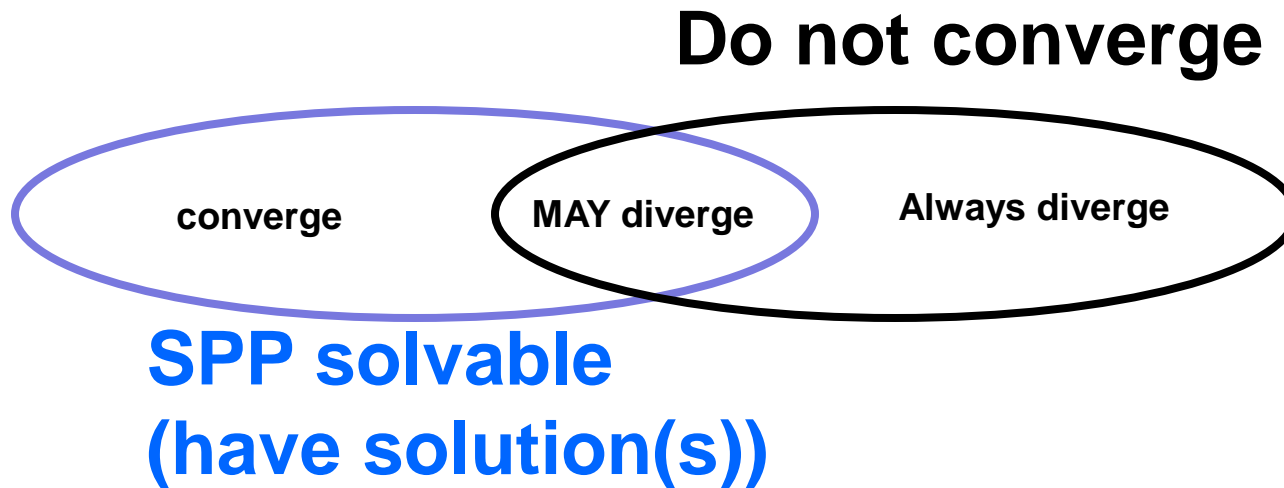 Do not converge
converge
MAY diverge
Always diverge
SPP solvable
(have solution(s))